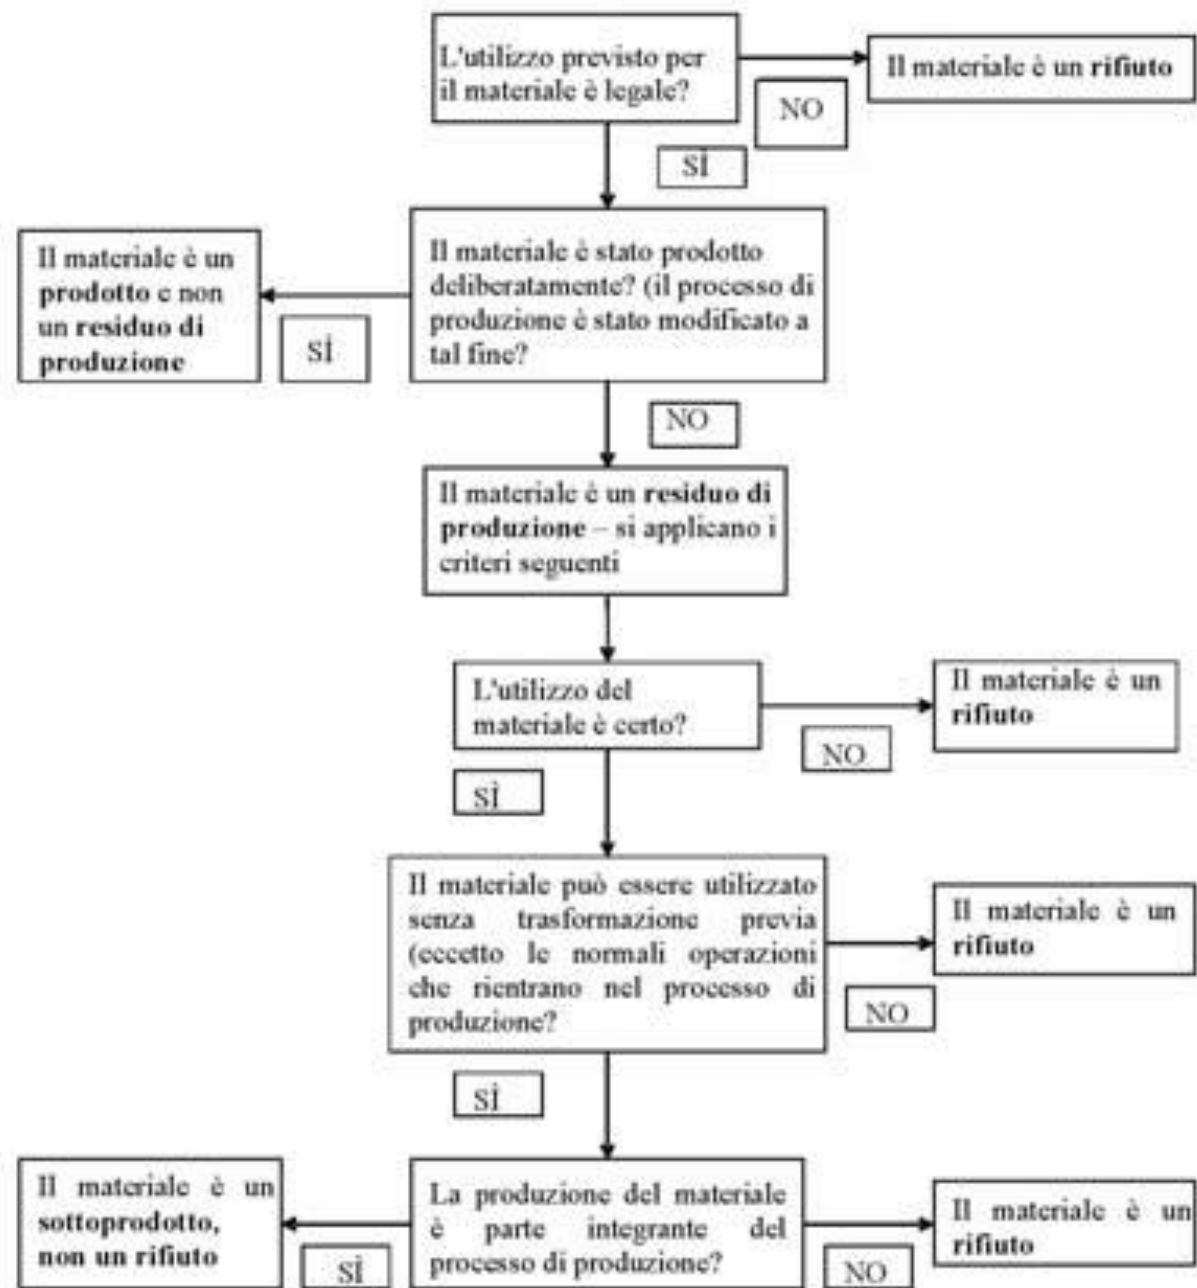 L'utilizzo previsto per
il materiale è legale?
Il materiale è un rifiuto
NO
SÌ
Il materiale è stato prodotto
deliberatamente? (il processo di
produzione è stato modificato a
tal fine?
Il materiale è un
prodotto e non
un residuo di
produzione
SÌ
NO
Il materiale è un residuo di
produzione – si applicano i
criteri seguenti
L'utilizzo del
materiale è certo?
Il materiale è un
rifiuto
NO
SÌ
Il materiale può essere utilizzato
senza trasformazione previa
(eccetto le normali operazioni
che rientrano nel processo di
produzione?
Il materiale è un
rifiuto
NO
SÌ
Il materiale è un
sottoprodotto,
non un rifiuto
SÌ
La produzione del materiale
è parte integrante del
processo di produzione?
NO
Il materiale è un
rifiuto